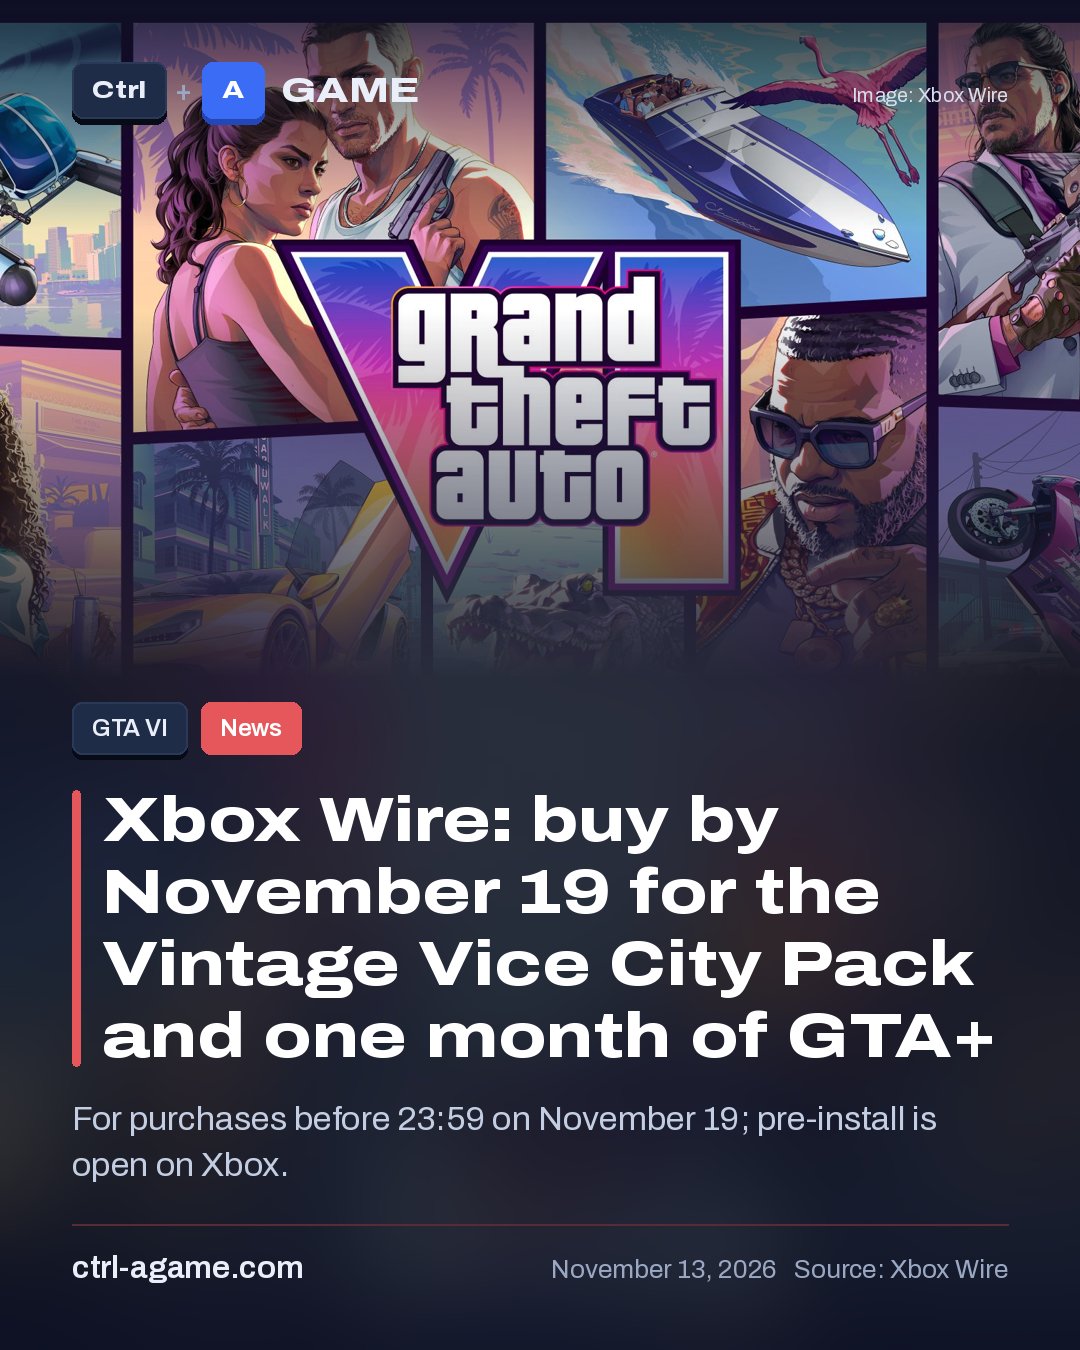 Ctrl + A GAME
Image: Xbox Wire
grand
theft
auto
VI
GTA VI
News
Xbox Wire: buy by
November 19 for the
Vintage Vice City Pack
and one month of GTA+
For purchases before 23:59 on November 19; pre-install is
open on Xbox.
ctrl-agame.com
November 13, 2026 Source: Xbox Wire